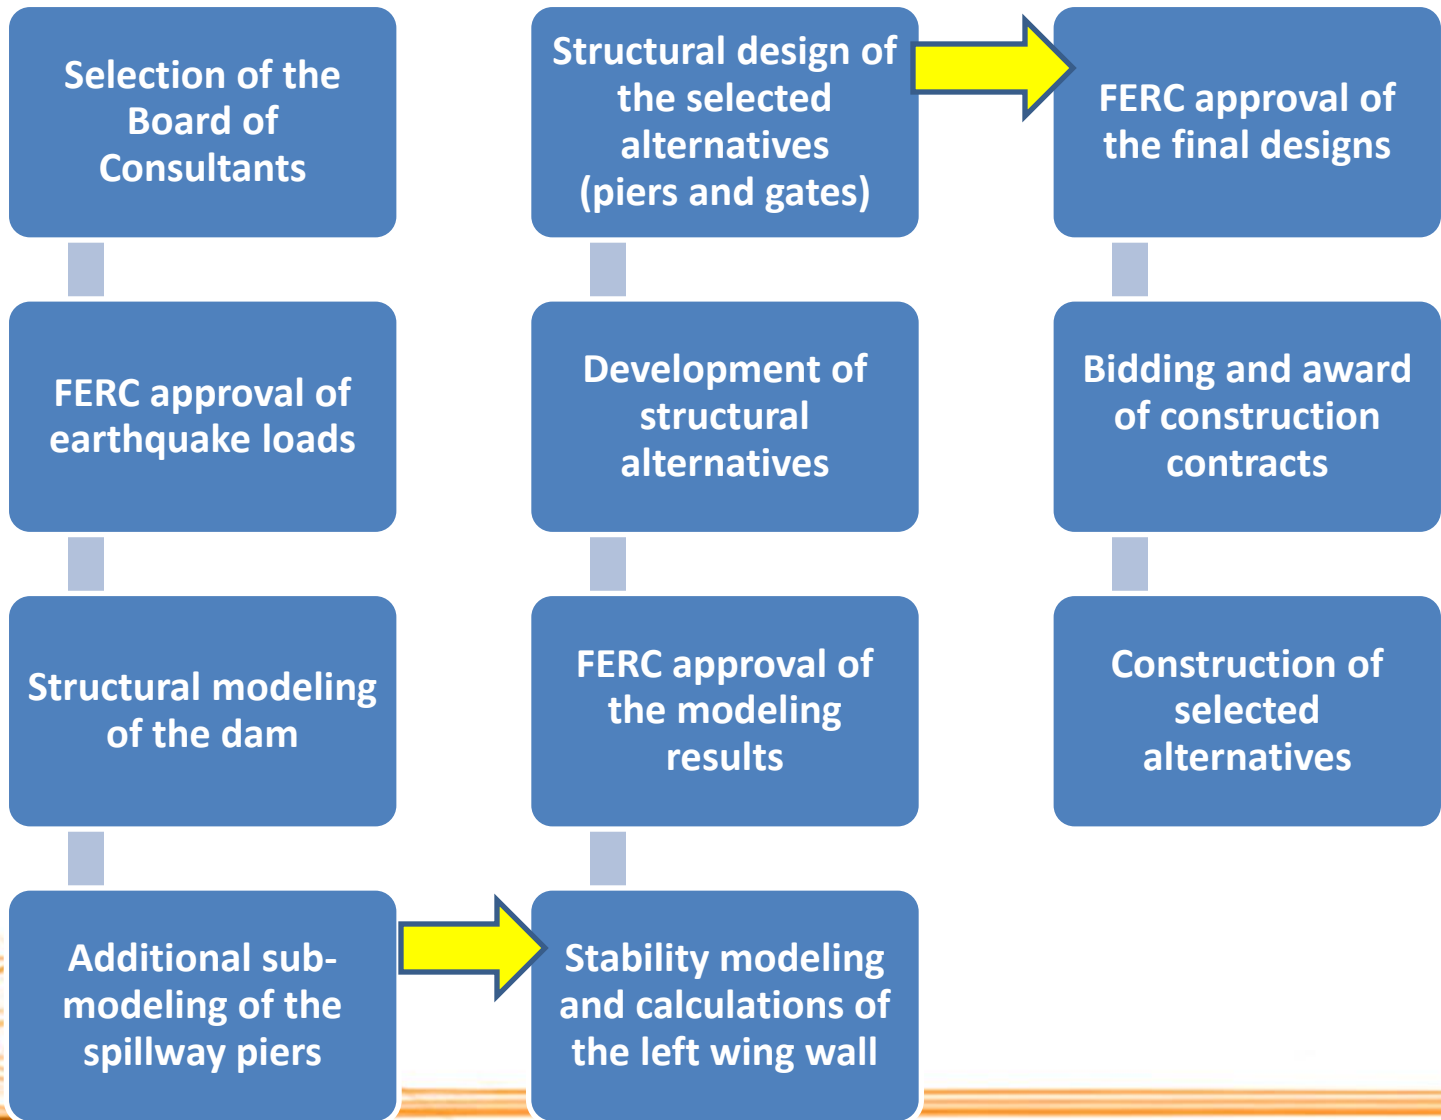 Selection of the
Board of
Consultants
FERC approval of
earthquake loads
Structural modeling
of the dam
Additional sub-
modeling of the
spillway piers
Stability modeling
and calculations of
the left wing wall
FERC approval of
the modeling
results
Development of
structural
alternatives
Structural design of
the selected
alternatives
(piers and gates)
FERC approval of
the final designs
Bidding and award
of construction
contracts
Construction of
selected
alternatives